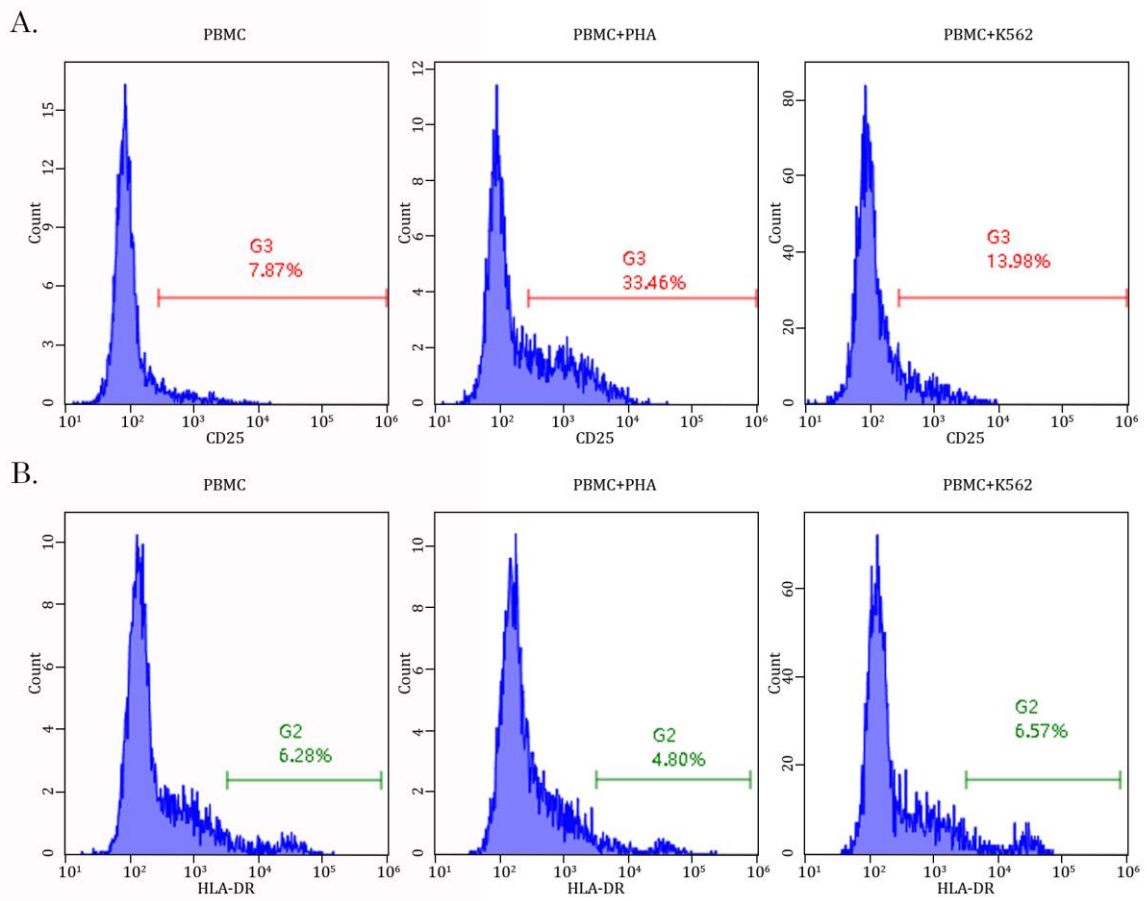 A.
PBMC
PBMC+PHA
PBMC+K562
Count
15
12
9
6
3
0
G3
7.87%
10¹ 10² 10³ 10⁴ 10⁵ 10⁶
CD25
Count
12
10
8
6
4
2
0
G3
33.46%
10¹ 10² 10³ 10⁴ 10⁵ 10⁶
CD25
Count
80
60
40
20
0
G3
13.98%
10¹ 10² 10³ 10⁴ 10⁵ 10⁶
CD25
B.
PBMC
PBMC+PHA
PBMC+K562
Count
10
8
6
4
2
0
G2
6.28%
10¹ 10² 10³ 10⁴ 10⁵ 10⁶
HLA-DR
Count
10
8
6
4
2
0
G2
4.80%
10¹ 10² 10³ 10⁴ 10⁵ 10⁶
HLA-DR
Count
60
40
20
0
G2
6.57%
10¹ 10² 10³ 10⁴ 10⁵ 10⁶
HLA-DR